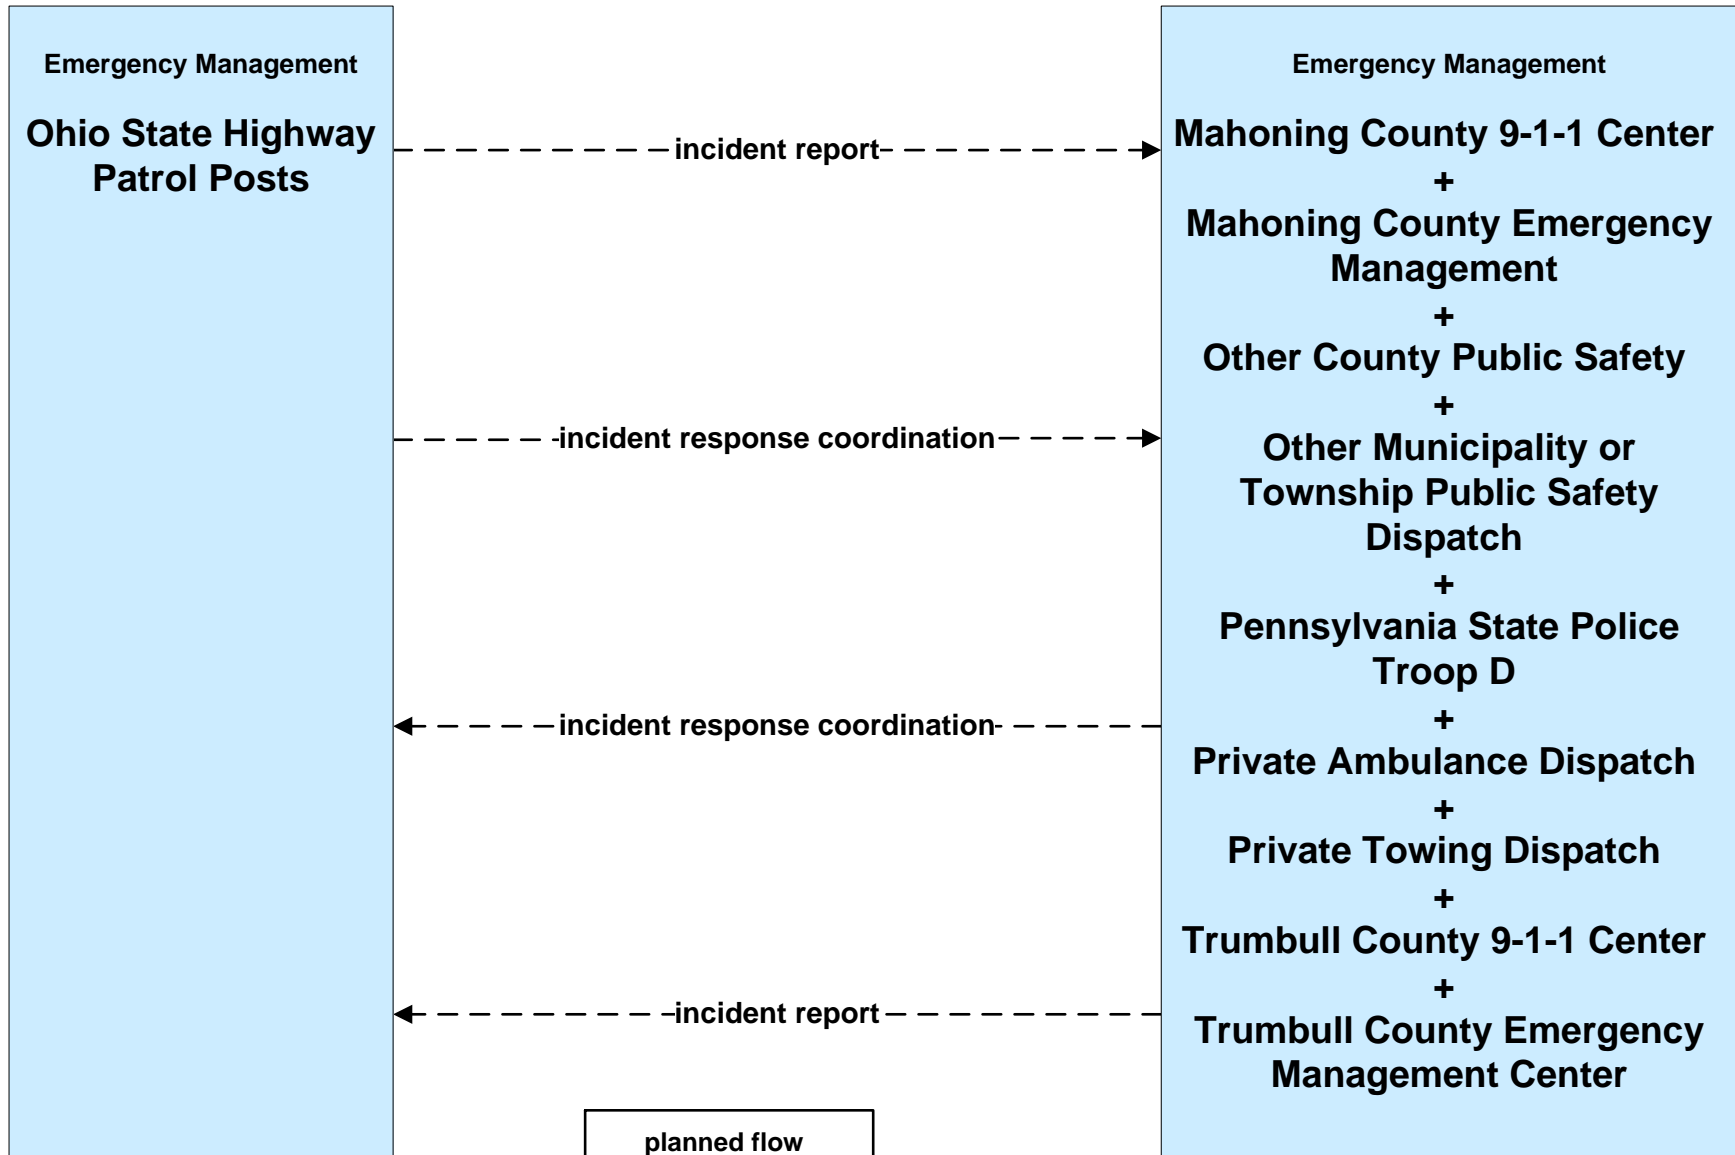 Emergency Management
Ohio State Highway
Patrol Posts
incident report
incident response coordination
incident response coordination
incident report
Emergency Management
Mahoning County 9-1-1 Center
+
Mahoning County Emergency
Management
+
Other County Public Safety
+
Other Municipality or
Township Public Safety
Dispatch
+
Pennsylvania State Police
Troop D
+
Private Ambulance Dispatch
+
Private Towing Dispatch
+
Trumbull County 9-1-1 Center
+
Trumbull County Emergency
Management Center
planned flow